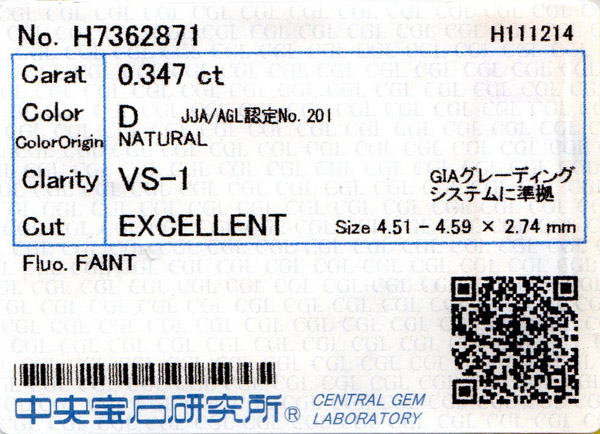 No. H7362871 H111214
Carat 0.347 ct
Color D JJA/AGL認定No. 201
ColorOrigin NATURAL
Clarity VS-1 GIAグレーディング
システムに準拠
Cut EXCELLENT Size 4.51 - 4.59 × 2.74 mm
Fluo. FAINT
中央宝石研究所® CENTRAL GEM
LABORATORY